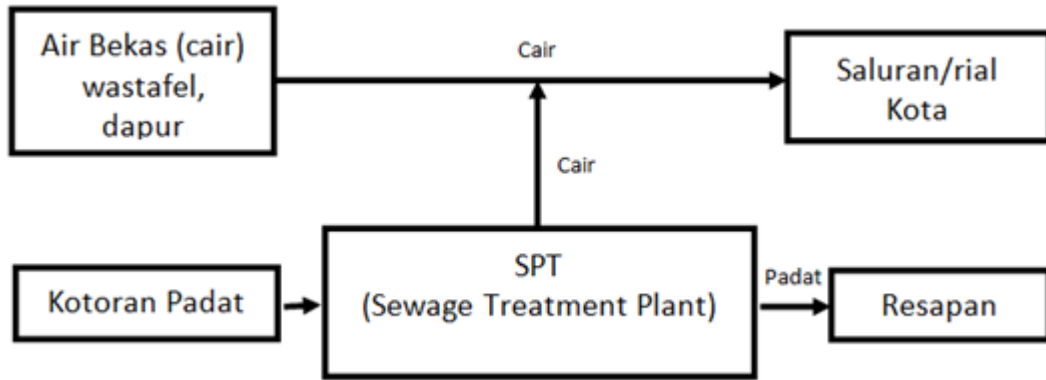 Air Bekas (cair)
wastafel,
dapur
Cair
Saluran/rial
Kota
Cair
Kotoran Padat
SPT
(Sewage Treatment Plant)
Padat
Resapan